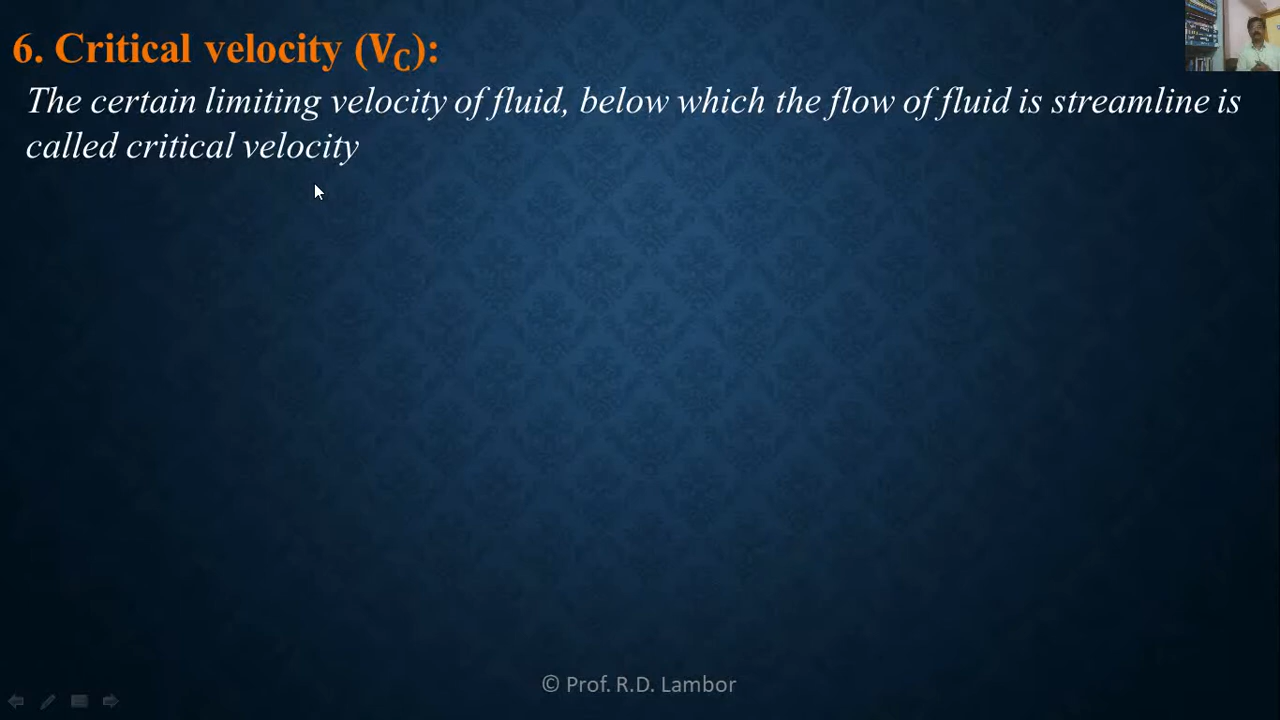 6. Critical velocity (V_C):
The certain limiting velocity of fluid, below which the flow of fluid is streamline is
called critical velocity
© Prof. R.D. Lambor